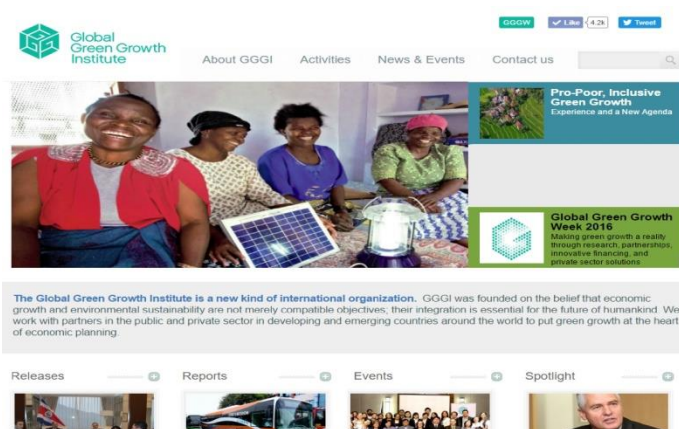 GGGW Like 4.2k Tweet
Global
Green Growth
Institute
About GGGI Activities News & Events Contact us
Pro-Poor, Inclusive
Green Growth
Experience and a New Agenda
Global Green Growth
Week 2016
Making green growth a reality
through research, partnerships,
innovative financing, and
private sector solutions
The Global Green Growth Institute is a new kind of international organization. GGGI was founded on the belief that economic
growth and environmental sustainability are not merely compatible objectives; their integration is essential for the future of humankind. We
work with partners in the public and private sector in developing and emerging countries around the world to put green growth at the heart
of economic planning.
Releases Reports Events Spotlight